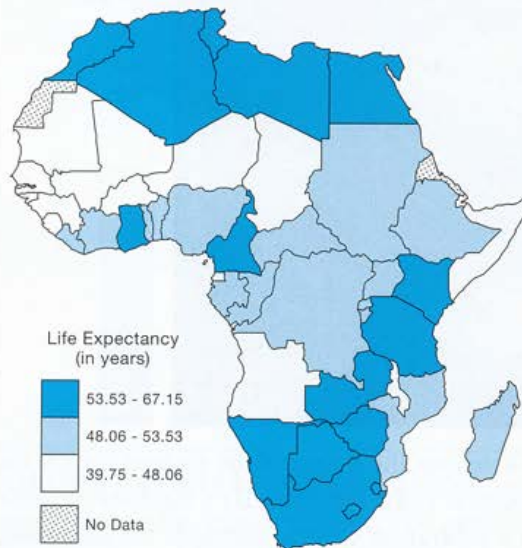 Life Expectancy
(in years)
53.53 - 67.15
48.06 - 53.53
39.75 - 48.06
No Data